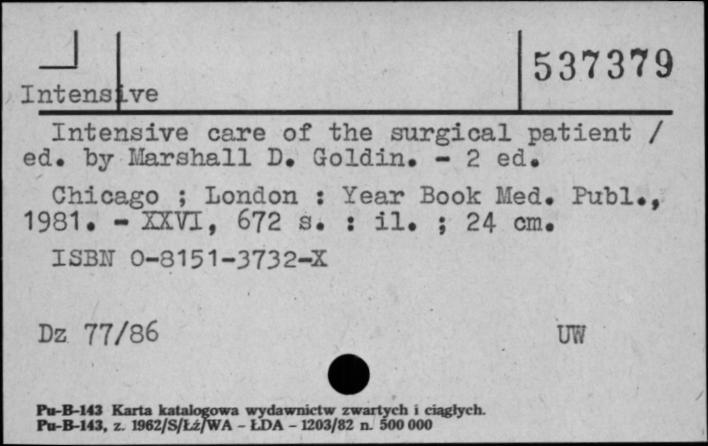 537379
Intensive
Intensive care of the surgical patient /
ed. by Marshall D. Goldin. - 2 ed.
Chicago ; London : Year Book Med. Publ.,
1981. - XXVI, 672 s. : il. ; 24 cm.
ISBN 0-8151-3732-X
Dz 77/86 UW
Pu-B-143 Karta katalogowa wydawnictw zwartych i ciągłych.
Pu-B-143, z. 1962/S/Łż/WA - ŁDA - 1203/82 n. 500 000